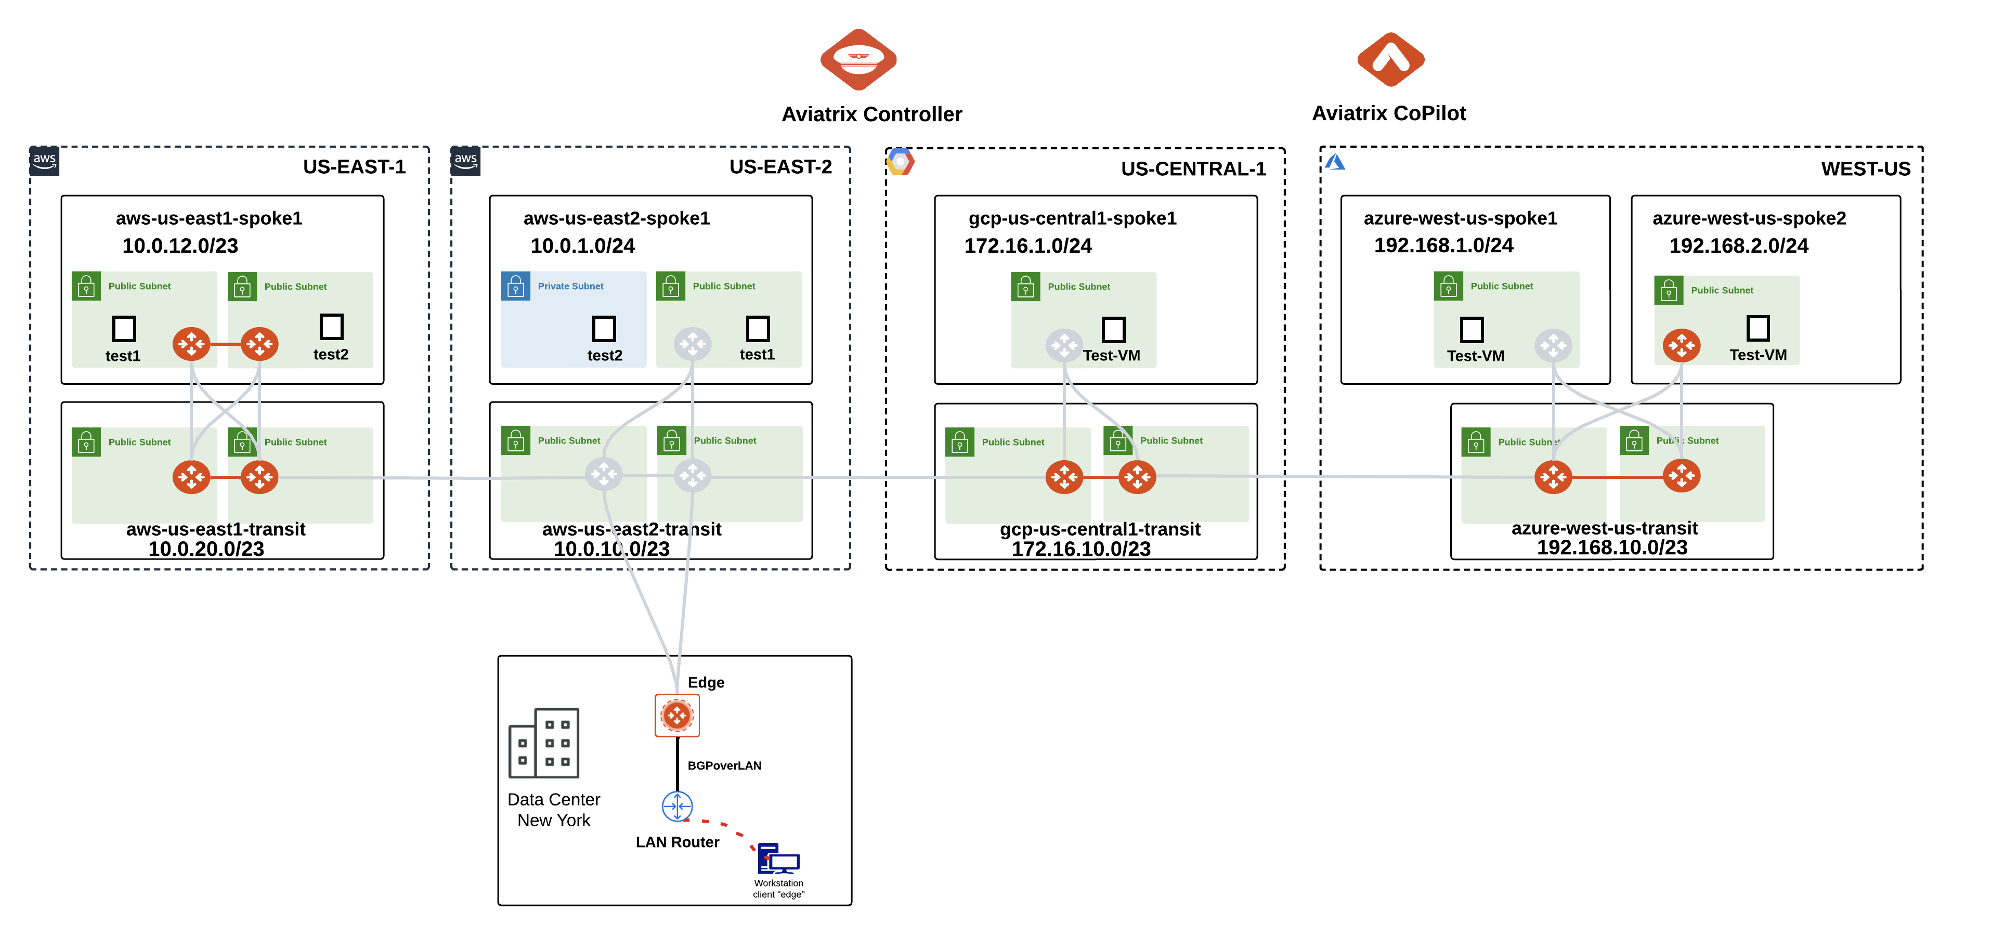 Aviatrix Controller
Aviatrix CoPilot
aws
US-EAST-1
aws-us-east1-spoke1
10.0.12.0/23
Public Subnet
Public Subnet
test1
test2
Public Subnet
Public Subnet
aws-us-east1-transit
10.0.20.0/23
aws
US-EAST-2
aws-us-east2-spoke1
10.0.1.0/24
Private Subnet
Public Subnet
test2
test1
Public Subnet
Public Subnet
aws-us-east2-transit
10.0.10.0/23
US-CENTRAL-1
gcp-us-central1-spoke1
172.16.1.0/24
Public Subnet
Test-VM
Public Subnet
Public Subnet
gcp-us-central1-transit
172.16.10.0/23
WEST-US
azure-west-us-spoke1
192.168.1.0/24
Public Subnet
Test-VM
azure-west-us-spoke2
192.168.2.0/24
Public Subnet
Test-VM
Public Subnet
Public Subnet
azure-west-us-transit
192.168.10.0/23
Edge
BGPoverLAN
Data Center
New York
LAN Router
Workstation
client "edge"